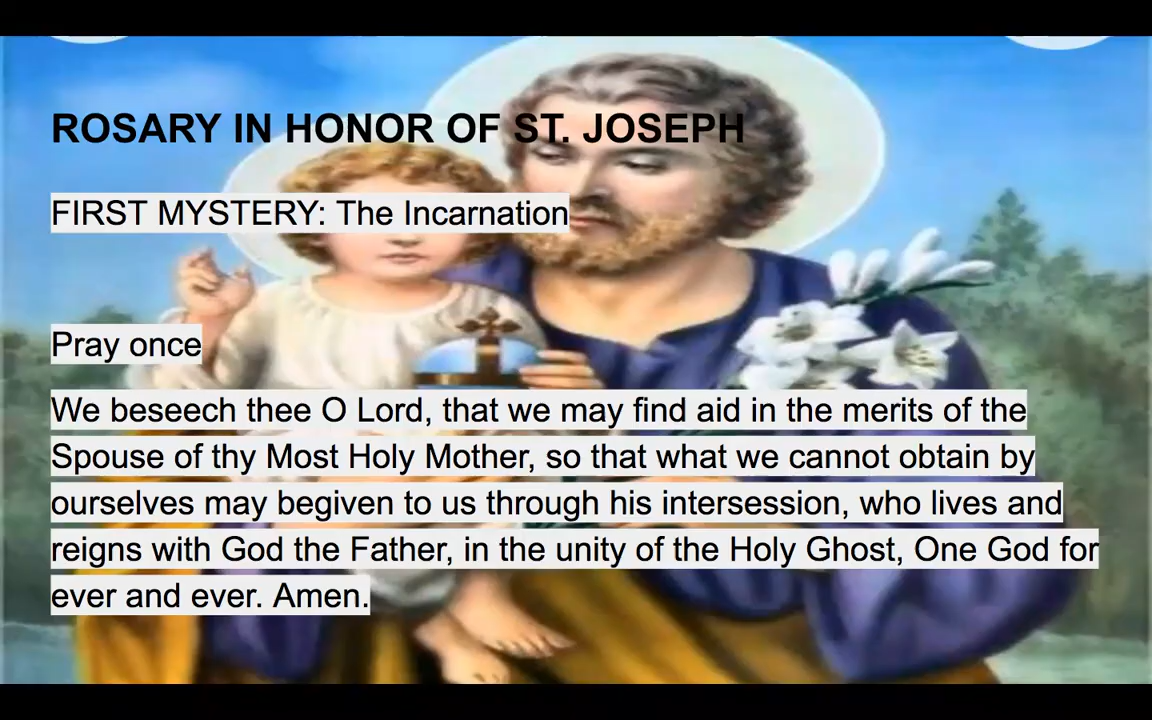 ROSARY IN HONOR OF ST. JOSEPH
FIRST MYSTERY: The Incarnation
Pray once
We beseech thee O Lord, that we may find aid in the merits of the
Spouse of thy Most Holy Mother, so that what we cannot obtain by
ourselves may begiven to us through his intersession, who lives and
reigns with God the Father, in the unity of the Holy Ghost, One God for
ever and ever. Amen.